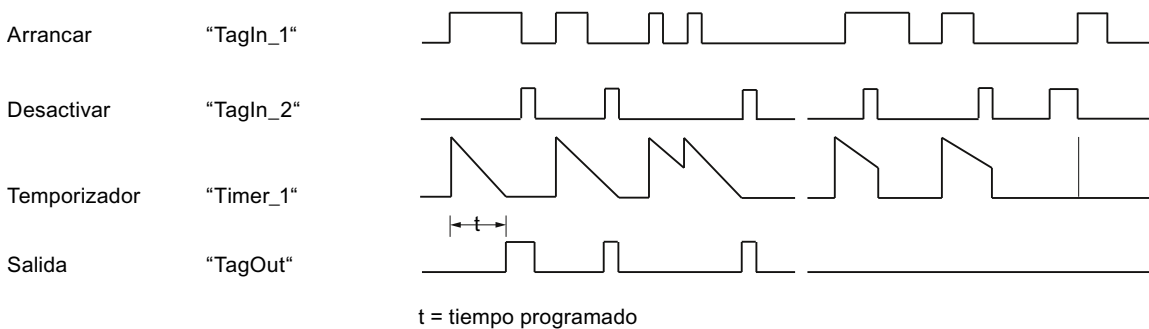 Arrancar “TagIn_1“
Desactivar “TagIn_2“
Temporizador “Timer_1“
t
Salida “TagOut“
t = tiempo programado